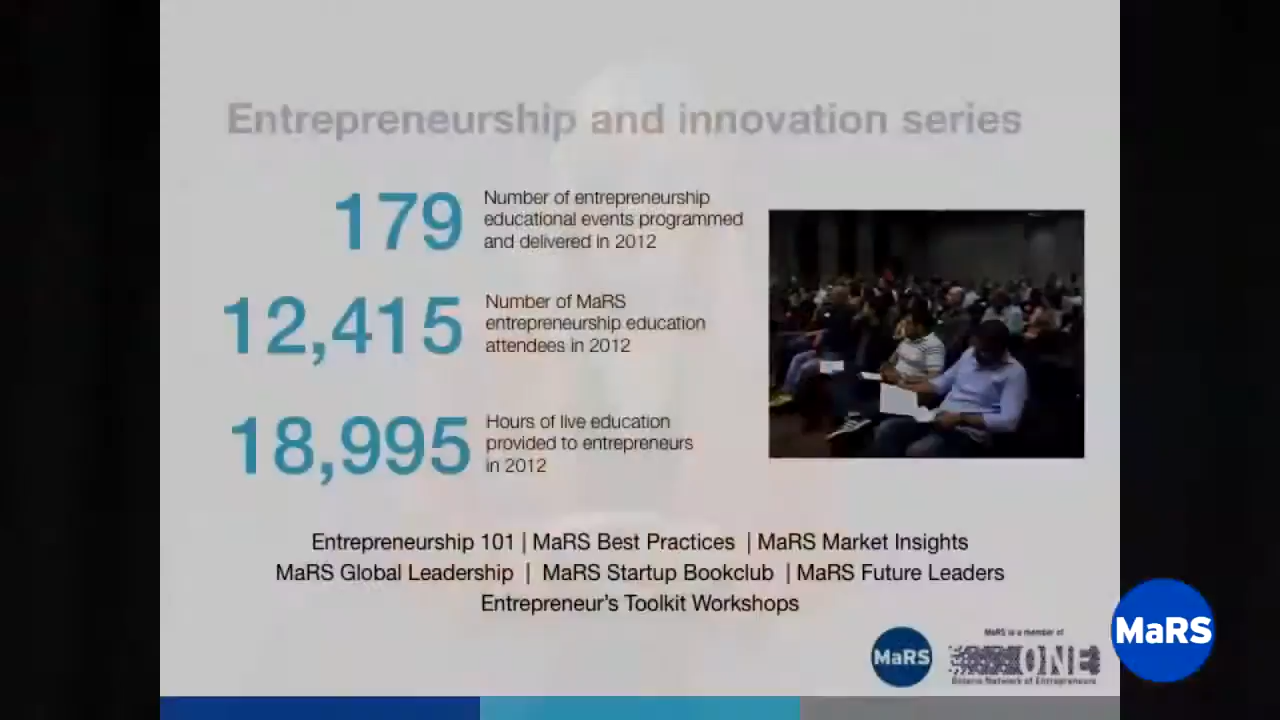 Entrepreneurship and innovation series
179
Number of entrepreneurship
educational events programmed
and delivered in 2012
12,415
Number of MaRS
entrepreneurship education
attendees in 2012
18,995
Hours of live education
provided to entrepreneurs
in 2012
Entrepreneurship 101 | MaRS Best Practices | MaRS Market Insights
MaRS Global Leadership | MaRS Startup Bookclub | MaRS Future Leaders
Entrepreneur's Toolkit Workshops
MaRS
MaRS is a member of
ONE
Ontario Network of Entrepreneurs
MaRS